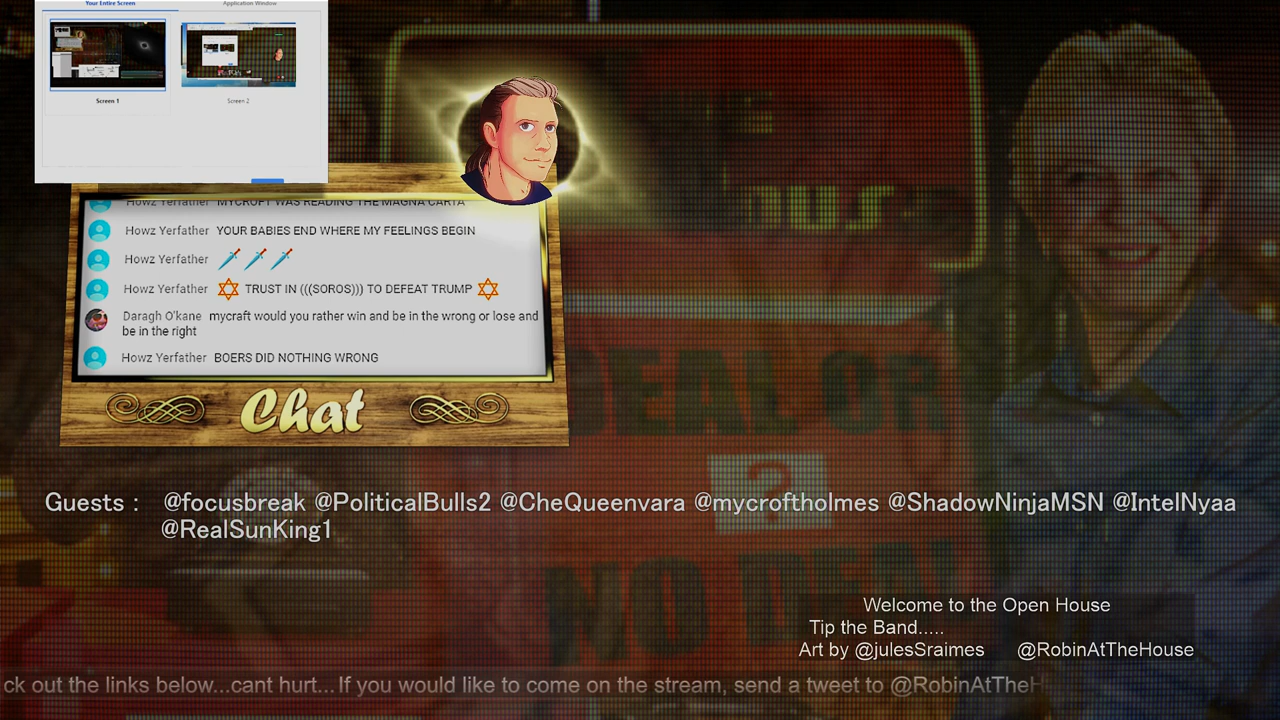 Your Entire Screen
Application Window
Screen 1
Screen 2
Howz Yerfather MYCROFT WAS READING THE MAGNA CARTA
Howz Yerfather YOUR BABIES END WHERE MY FEELINGS BEGIN
Howz Yerfather
Howz Yerfather TRUST IN (((SOROS))) TO DEFEAT TRUMP
Daragh O'kane mycraft would you rather win and be in the wrong or lose and
be in the right
Howz Yerfather BOERS DID NOTHING WRONG
Chat
DEAL OR
?
NO DEAL
Guests : @focusbreak @PoliticalBulls2 @CheQueenvara @mycroftholmes @ShadowNinjaMSN @IntelNyaa
@RealSunKing1
Welcome to the Open House
Tip the Band.....
Art by @julesSraimes @RobinAtTheHouse
ck out the links below...cant hurt... If you would like to come on the stream, send a tweet to @RobinAtTheH